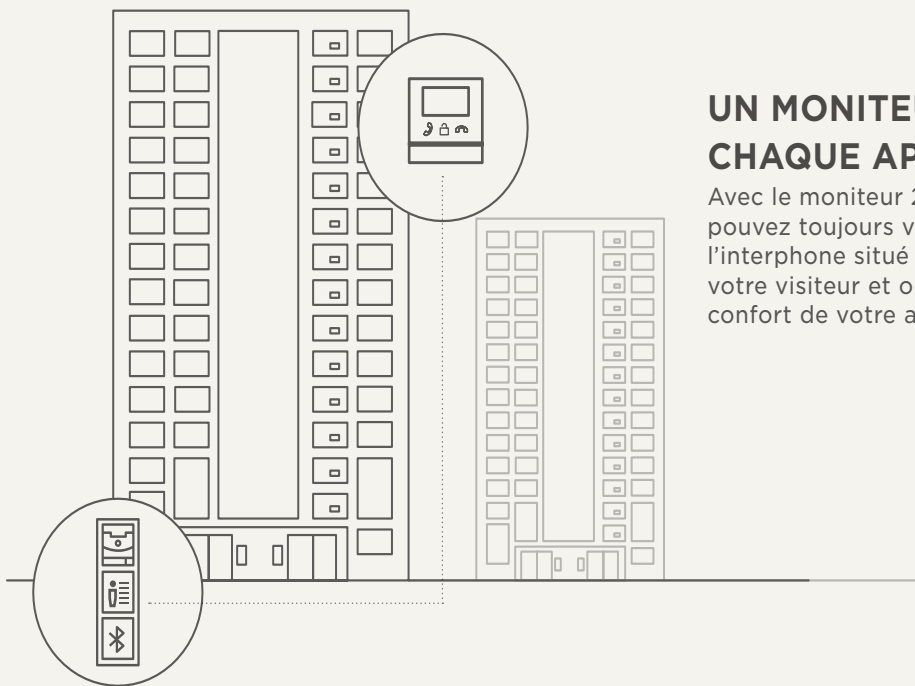 UN MONITEU
CHAQUE AP
Avec le moniteur 2
pouvez toujours v
l’interphone situé
votre visiteur et o
confort de votre a